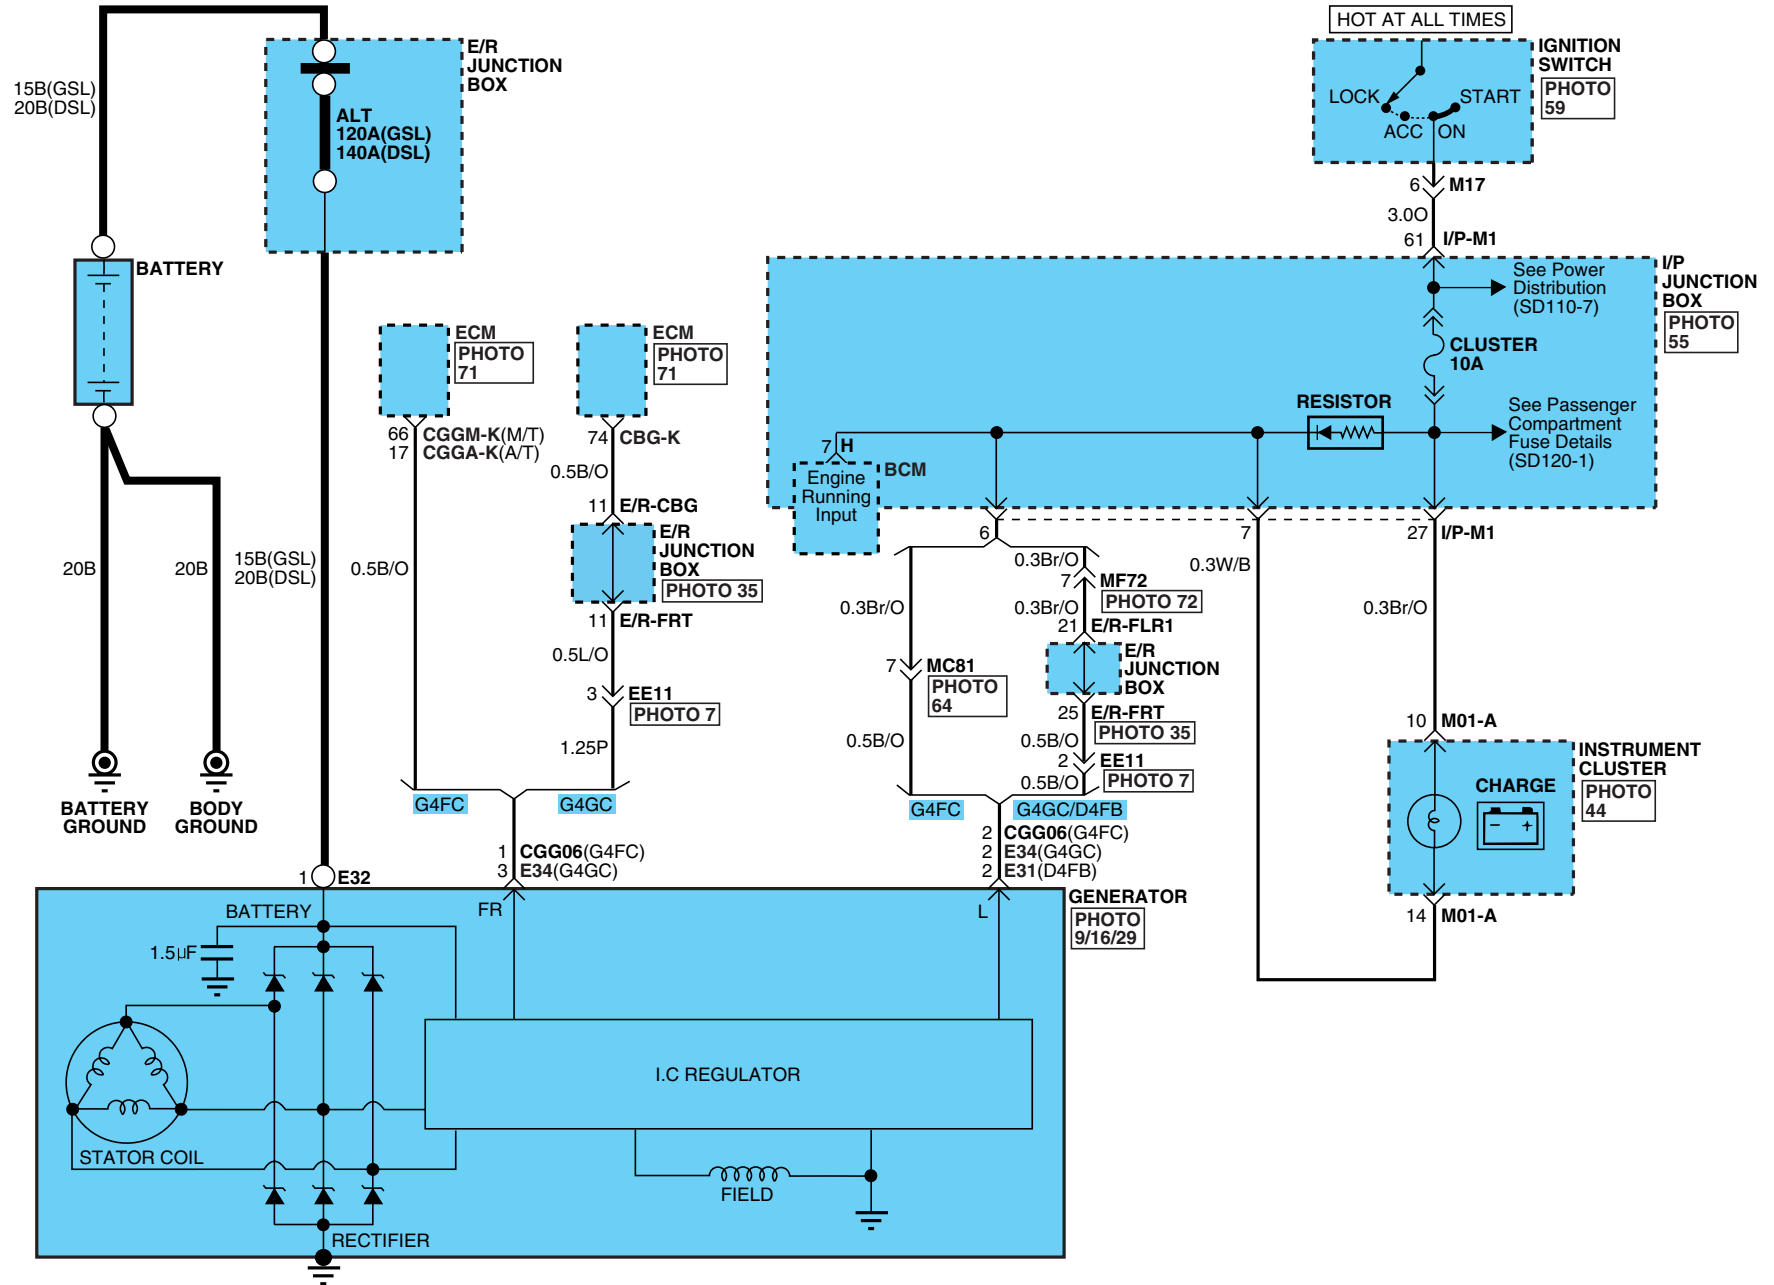 HOT AT ALL TIMES
IGNITION
SWITCH
PHOTO
59
LOCK
START
ACC
ON
6
M17
3.0O
61
I/P-M1
15B(GSL)
20B(DSL)
E/R
JUNCTION
BOX
ALT
120A(GSL)
140A(DSL)
BATTERY
20B
20B
15B(GSL)
20B(DSL)
BATTERY
GROUND
BODY
GROUND
ECM
PHOTO
71
66
CGGM-K(M/T)
17
CGGA-K(A/T)
0.5B/O
ECM
PHOTO
71
74
CBG-K
0.5B/O
11
E/R-CBG
E/R
JUNCTION
BOX
PHOTO 35
11
E/R-FRT
0.5L/O
3
EE11
PHOTO 7
1.25P
G4FC
G4GC
1
CGG06(G4FC)
3
E34(G4GC)
I/P
JUNCTION
BOX
PHOTO
55
See Power
Distribution
(SD110-7)
CLUSTER
10A
RESISTOR
See Passenger
Compartment
Fuse Details
(SD120-1)
7
H
BCM
Engine
Running
Input
6
7
27
I/P-M1
0.3Br/O
0.3Br/O
7
MF72
PHOTO 72
0.3Br/O
21
E/R-FLR1
E/R
JUNCTION
BOX
25
E/R-FRT
PHOTO 35
0.5B/O
2
EE11
PHOTO 7
0.5B/O
7
MC81
PHOTO
64
0.5B/O
G4FC
G4GC/D4FB
2
CGG06(G4FC)
2
E34(G4GC)
2
E31(D4FB)
0.3W/B
0.3Br/O
10
M01-A
INSTRUMENT
CLUSTER
PHOTO
44
CHARGE
- +
14
M01-A
1
E32
GENERATOR
PHOTO
9/16/29
BATTERY
FR
L
1.5µF
I.C REGULATOR
STATOR COIL
FIELD
RECTIFIER